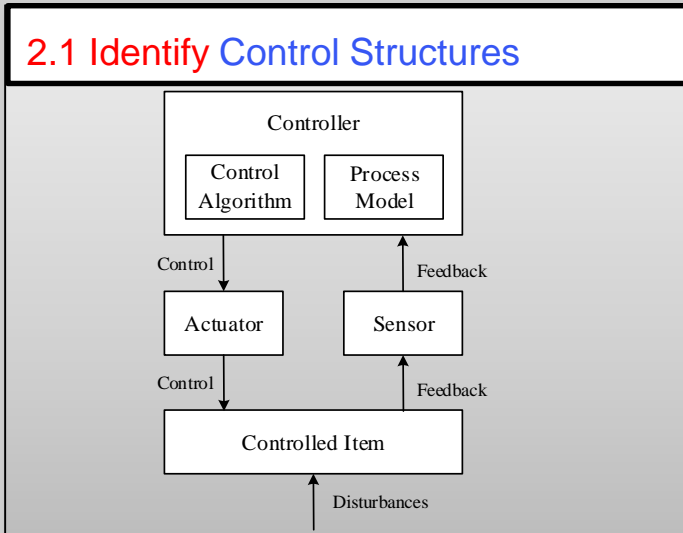 2.1 Identify Control Structures
Controller
Control
Algorithm
Process
Model
Control
Feedback
Actuator
Sensor
Control
Feedback
Controlled Item
Disturbances